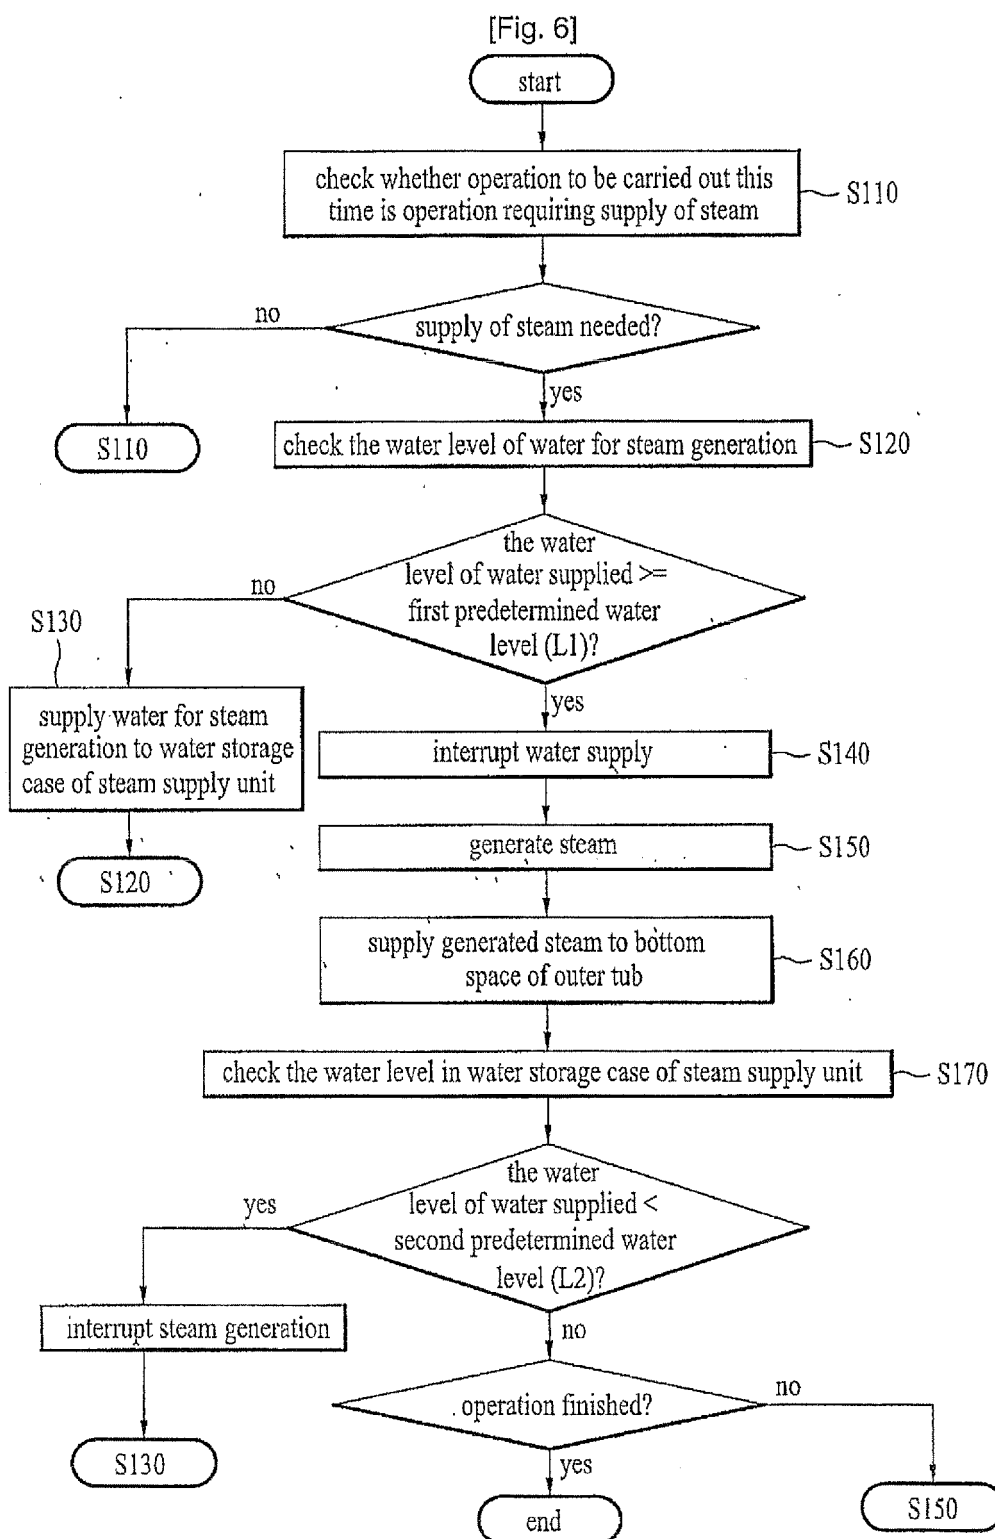 [Fig. 6]
start
check whether operation to be carried out this
time is operation requiring supply of steam
S110
no
supply of steam needed?
yes
S110
check the water level of water for steam generation
S120
the water
level of water supplied >=
first predetermined water
level (L1)?
no
S130
yes
supply water for steam
generation to water storage
case of steam supply unit
interrupt water supply
S140
generate steam
S150
S120
supply generated steam to bottom
space of outer tub
S160
check the water level in water storage case of steam supply unit
S170
the water
level of water supplied <
second predetermined water
level (L2)?
yes
interrupt steam generation
no
operation finished?
no
S130
yes
end
S150